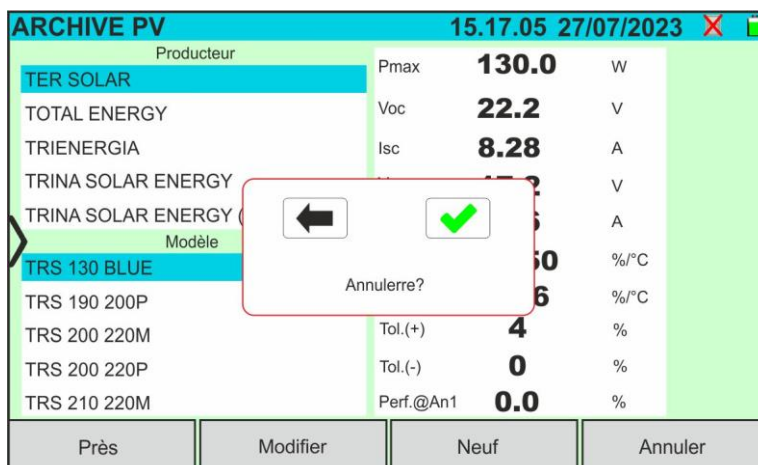 ARCHIVE PV 15.17.05 27/07/2023
Producteur
TER SOLAR
TOTAL ENERGY
TRIENERGIA
TRINA SOLAR ENERGY
TRINA SOLAR ENERGY (
Modèle
TRS 130 BLUE
TRS 190 200P
TRS 200 220M
TRS 200 220P
TRS 210 220M
Pmax 130.0 W
Voc 22.2 V
Isc 8.28 A
V
A
%/°C
%/°C
Tol.(+) 4 %
Tol.(-) 0 %
Perf.@An1 0.0 %
Annulerre?
Près Modifier Neuf Annuler